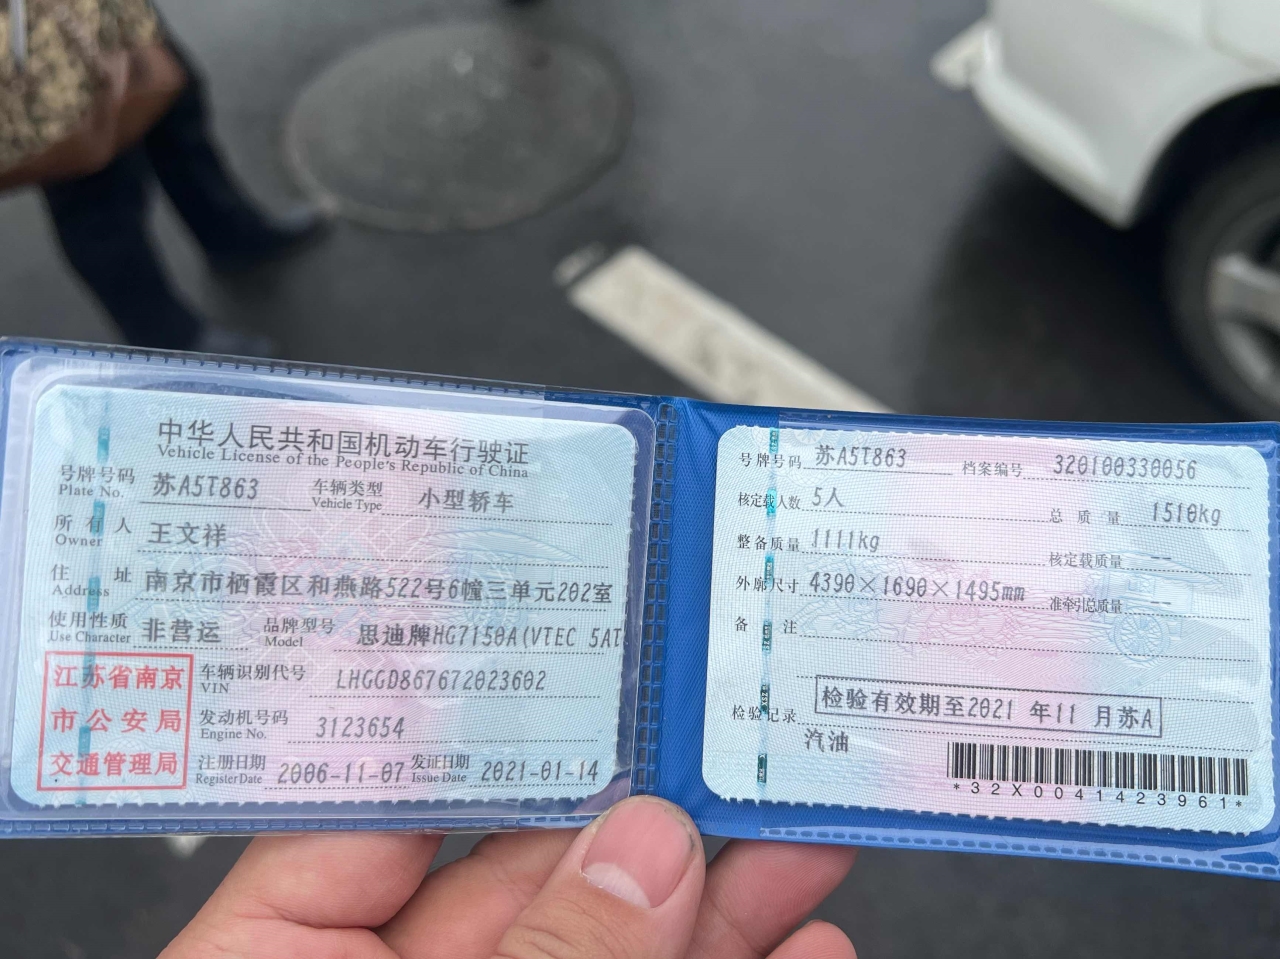 中华人民共和国机动车行驶证
Vehicle License of the People's Republic of China
号牌号码 苏A5T863 车辆类型 小型轿车
Plate No. Vehicle Type
所有人 王文祥
Owner
住址 南京市栖霞区和燕路522号6幢三单元202室
Address
使用性质 非营运 品牌型号 思迪牌HG7150A(VTEC 5AT
Use Character Model
江苏省南京
市公安局
交通管理局
车辆识别代号 LHGGD867672023602
VIN
发动机号码 3123654
Engine No.
注册日期 2006-11-07 发证日期 2021-01-14
Register Date Issue Date
号牌号码 苏A5T863 档案编号 320100330056
核定载人数 5人 总质量 1510kg
整备质量 1111kg 核定载质量 --
外廓尺寸 4390×1690×1495mm 准牵引总质量 --
备注
检验记录 检验有效期至2021 年11 月苏A
汽油
*32X0041423961*